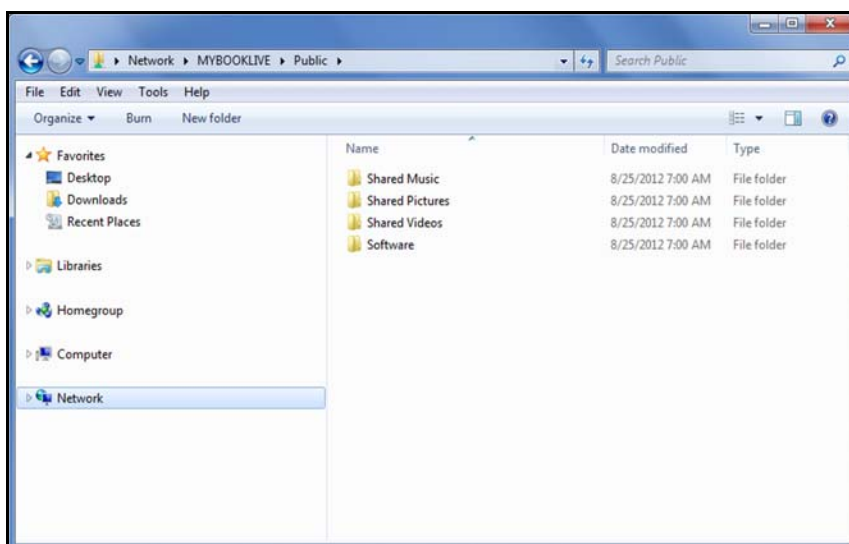 Network ▸ MYBOOKLIVE ▸ Public ▸ Search Public
File Edit View Tools Help
Organize ▾ Burn New folder
Name Date modified Type
Favorites
Desktop
Downloads
Recent Places
Libraries
Homegroup
Computer
Network
Shared Music 8/25/2012 7:00 AM File folder
Shared Pictures 8/25/2012 7:00 AM File folder
Shared Videos 8/25/2012 7:00 AM File folder
Software 8/25/2012 7:00 AM File folder